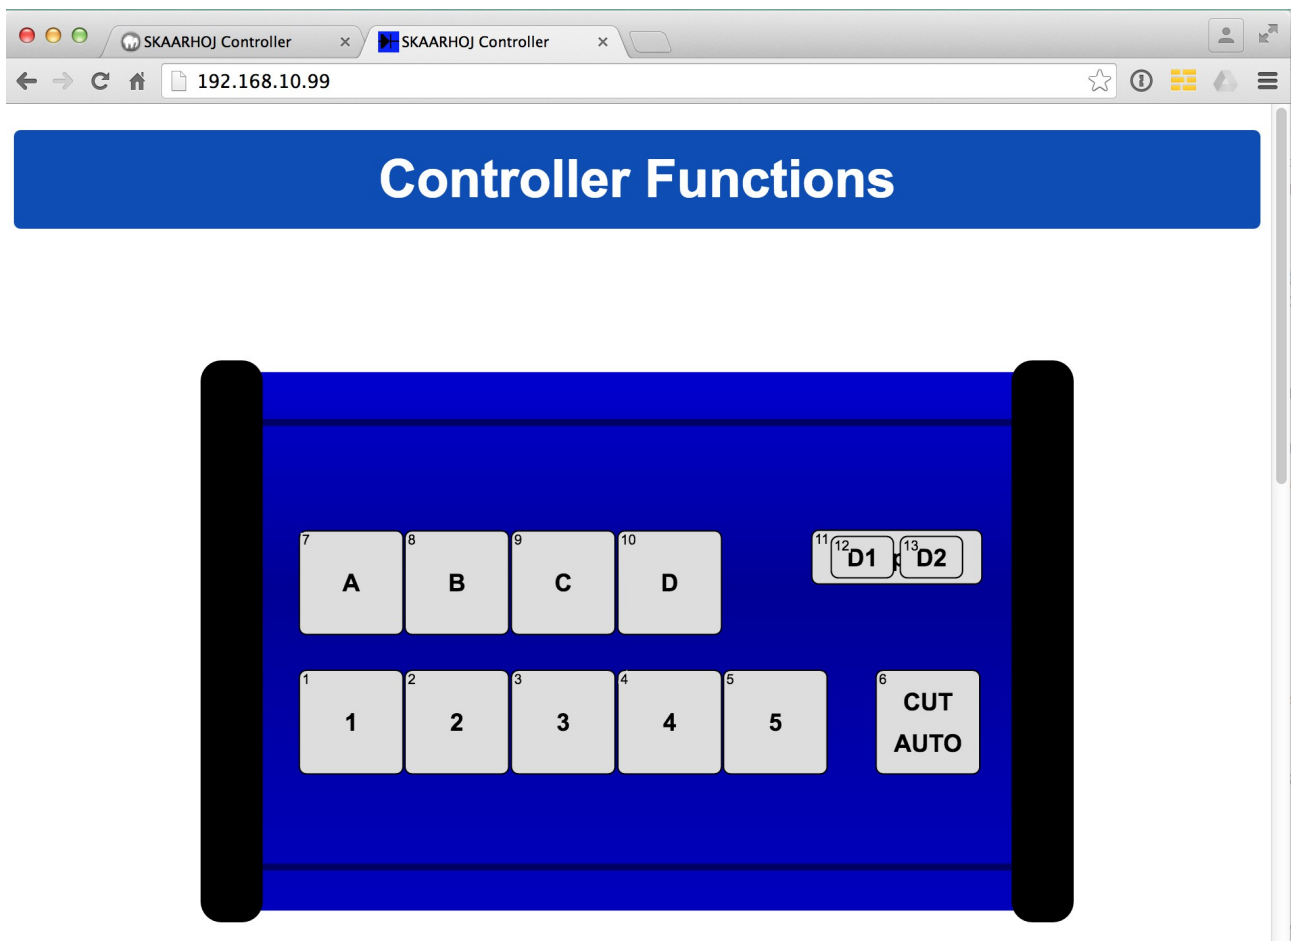 SKAARHOJ Controller × SKAARHOJ Controller ×
192.168.10.99
Controller Functions
7 8 9 10 11 12 13
A B C D D1 D2
1 2 3 4 5 6
1 2 3 4 5 CUT
AUTO